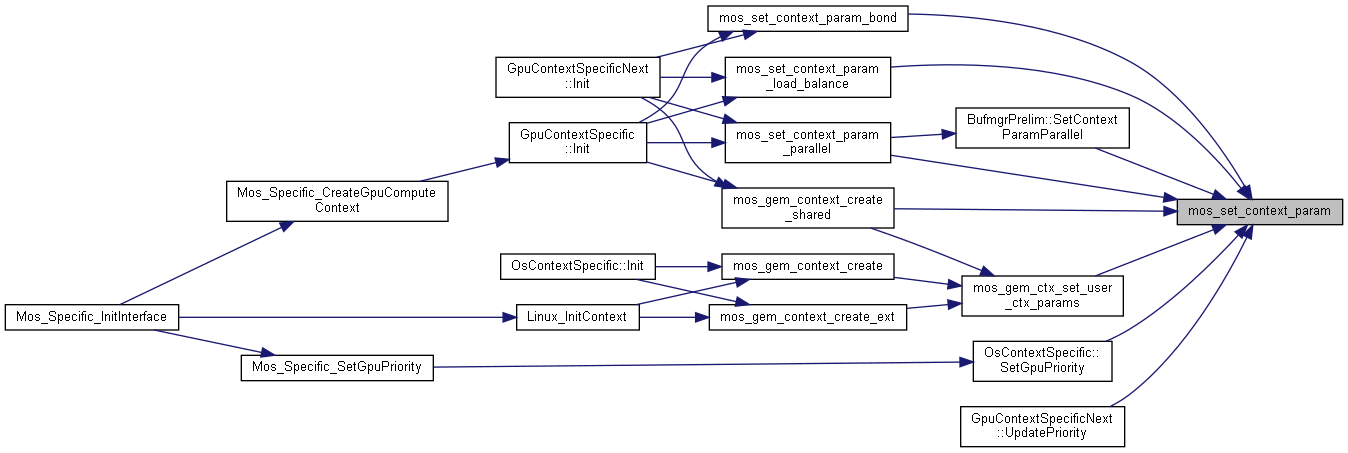 mos_set_context_param_bond
GpuContextSpecificNext
::Init
mos_set_context_param
_load_balance
GpuContextSpecific
::Init
mos_set_context_param
_parallel
BufmgrPrelim::SetContext
ParamParallel
Mos_Specific_CreateGpuCompute
Context
mos_gem_context_create
_shared
mos_set_context_param
OsContextSpecific::Init
mos_gem_context_create
mos_gem_ctx_set_user
_ctx_params
Mos_Specific_InitInterface
Linux_InitContext
mos_gem_context_create_ext
Mos_Specific_SetGpuPriority
OsContextSpecific::
SetGpuPriority
GpuContextSpecificNext
::UpdatePriority